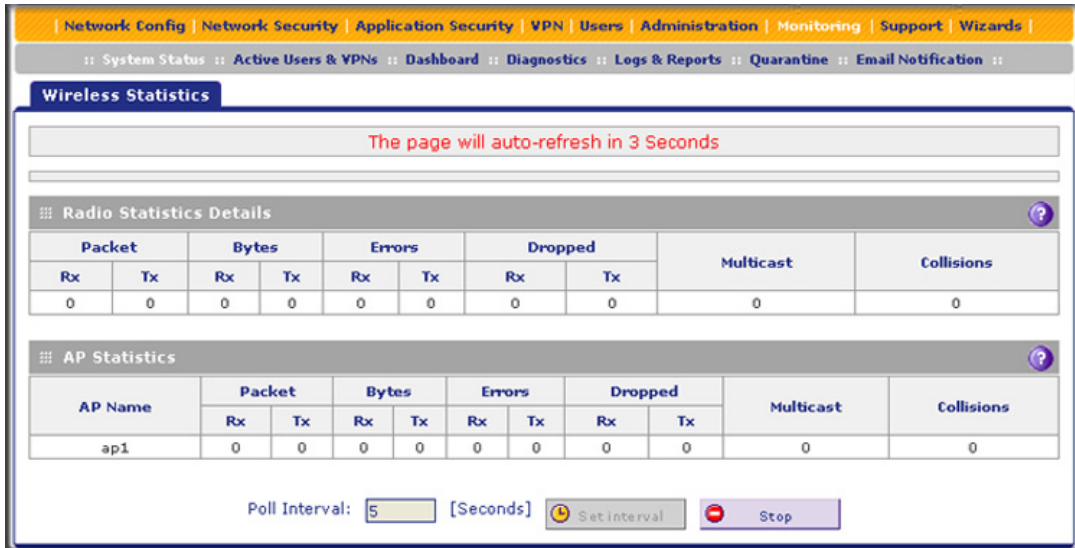 | Network Config | Network Security | Application Security | VPN | Users | Administration | Monitoring | Support | Wizards |
:: System Status :: Active Users & VPNs :: Dashboard :: Diagnostics :: Logs & Reports :: Quarantine :: Email Notification ::
Wireless Statistics
The page will auto-refresh in 3 Seconds
Radio Statistics Details ?
Packet Bytes Errors Dropped Multicast Collisions
Rx Tx Rx Tx Rx Tx Rx Tx
0 0 0 0 0 0 0 0 0 0
AP Statistics ?
AP Name Packet Bytes Errors Dropped Multicast Collisions
Rx Tx Rx Tx Rx Tx Rx Tx
ap1 0 0 0 0 0 0 0 0 0 0
Poll Interval: 5 [Seconds] Set interval Stop